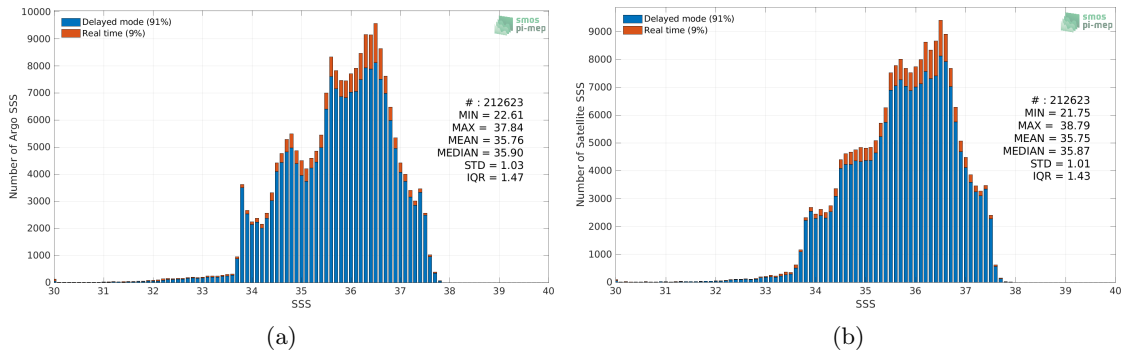 Delayed mode (91%)
Real time (9%)
smos
pi-mep
Number of Argo SSS
10000
9000
8000
7000
6000
5000
4000
3000
2000
1000
0
# : 212623
MIN = 22.61
MAX = 37.84
MEAN = 35.76
MEDIAN = 35.90
STD = 1.03
IQR = 1.47
30 31 32 33 34 35 36 37 38 39 40
SSS
(a)
Delayed mode (91%)
Real time (9%)
smos
pi-mep
Number of Satellite SSS
9000
8000
7000
6000
5000
4000
3000
2000
1000
0
# : 212623
MIN = 21.75
MAX = 38.79
MEAN = 35.75
MEDIAN = 35.87
STD = 1.01
IQR = 1.43
30 31 32 33 34 35 36 37 38 39 40
SSS
(b)